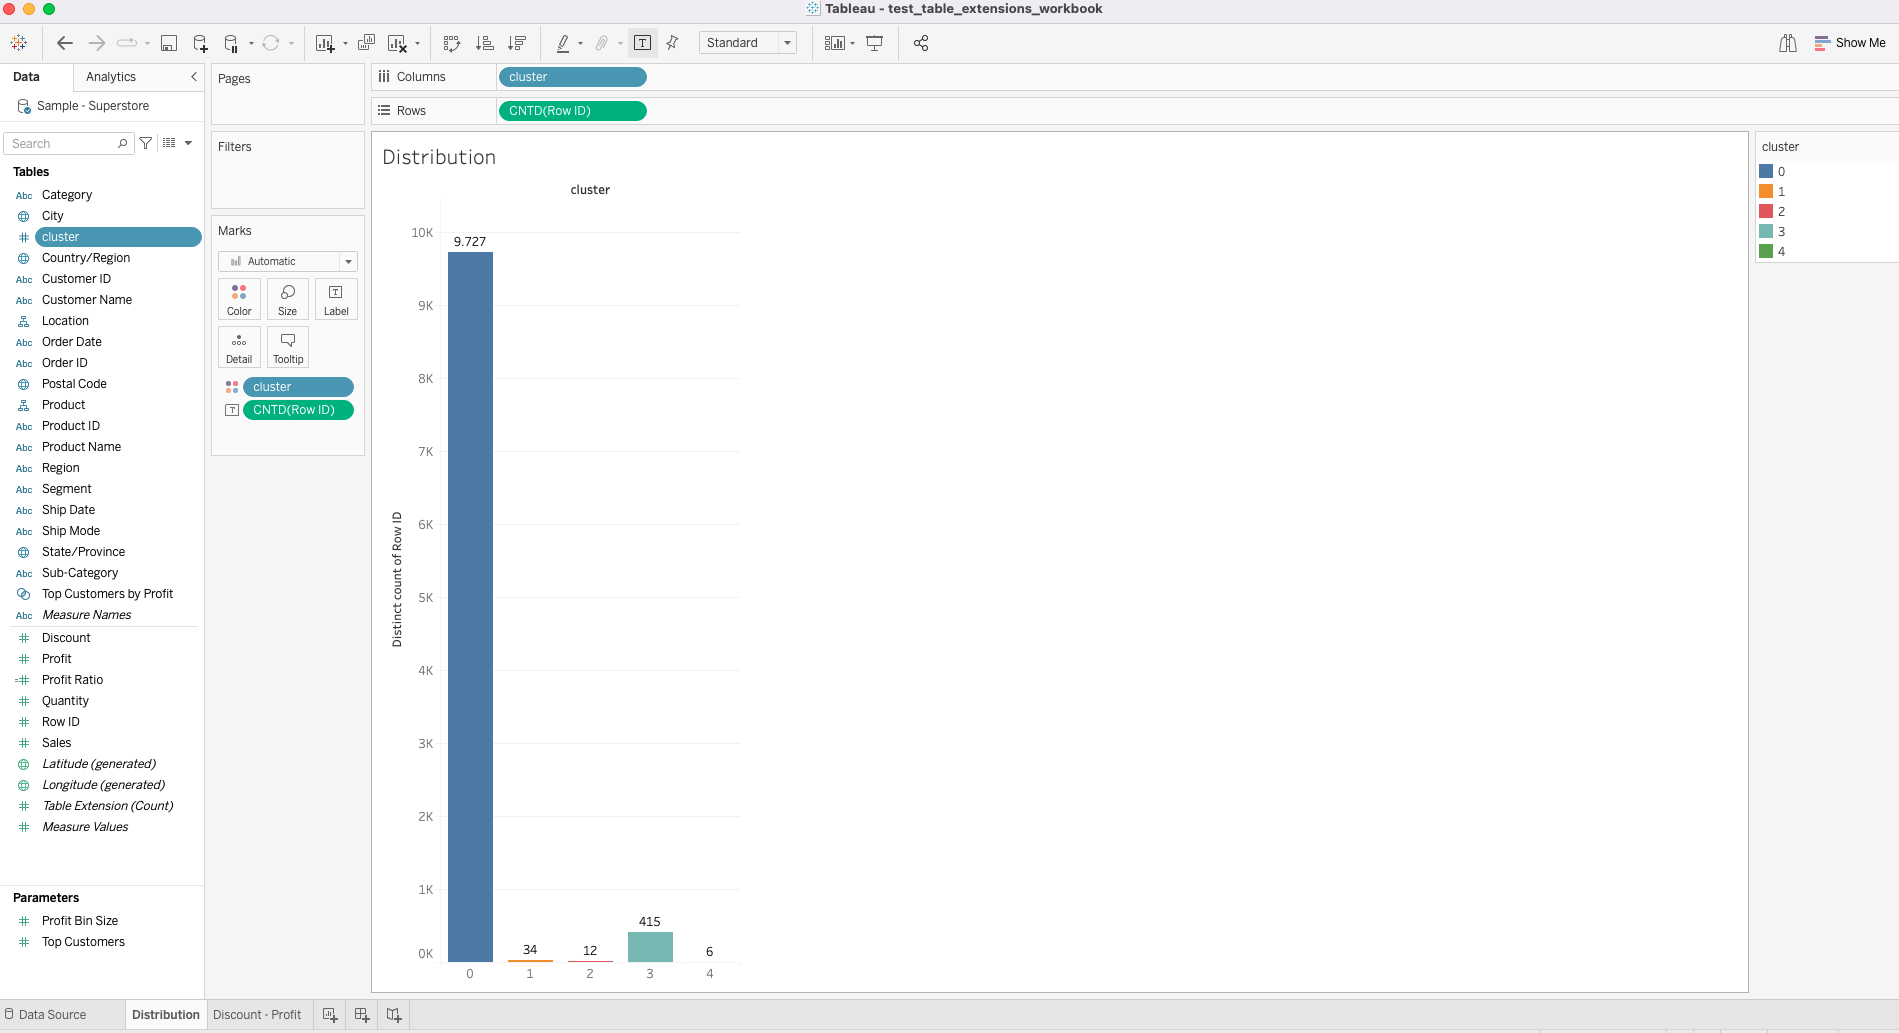 Tableau - test_table_extensions_workbook
Standard
Show Me
Data
Analytics
Sample - Superstore
Search
Tables
Abc Category
City
cluster
Country/Region
Abc Customer ID
Abc Customer Name
Location
Abc Order Date
Abc Order ID
Postal Code
Product
Abc Product ID
Abc Product Name
Abc Region
Abc Segment
Abc Ship Date
Abc Ship Mode
State/Province
Abc Sub-Category
Top Customers by Profit
Abc Measure Names
# Discount
# Profit
=# Profit Ratio
# Quantity
# Row ID
# Sales
Latitude (generated)
Longitude (generated)
# Table Extension (Count)
# Measure Values
Parameters
# Profit Bin Size
# Top Customers
Pages
Filters
Marks
Automatic
Color
Size
Label
Detail
Tooltip
cluster
CNTD(Row ID)
Columns
cluster
Rows
CNTD(Row ID)
Distribution
cluster
Distinct count of Row ID
10K
9K
8K
7K
6K
5K
4K
3K
2K
1K
0K
9.727
34
12
415
6
0
1
2
3
4
cluster
0
1
2
3
4
Data Source
Distribution
Discount - Profit